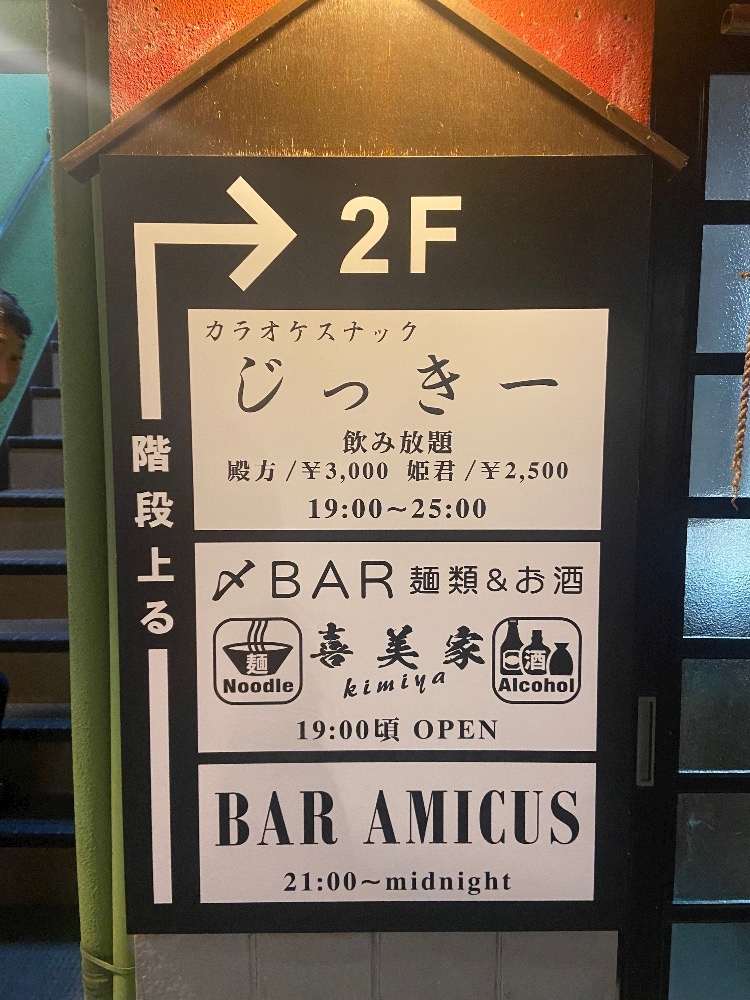 2F
階段上る
カラオケスナック
じっきー
飲み放題
殿方/¥3,000 姫君/¥2,500
19:00~25:00
〆BAR 麺類&お酒
麺
Noodle
喜美家
kimiya
酒
Alcohol
19:00頃 OPEN
BAR AMICUS
21:00~midnight